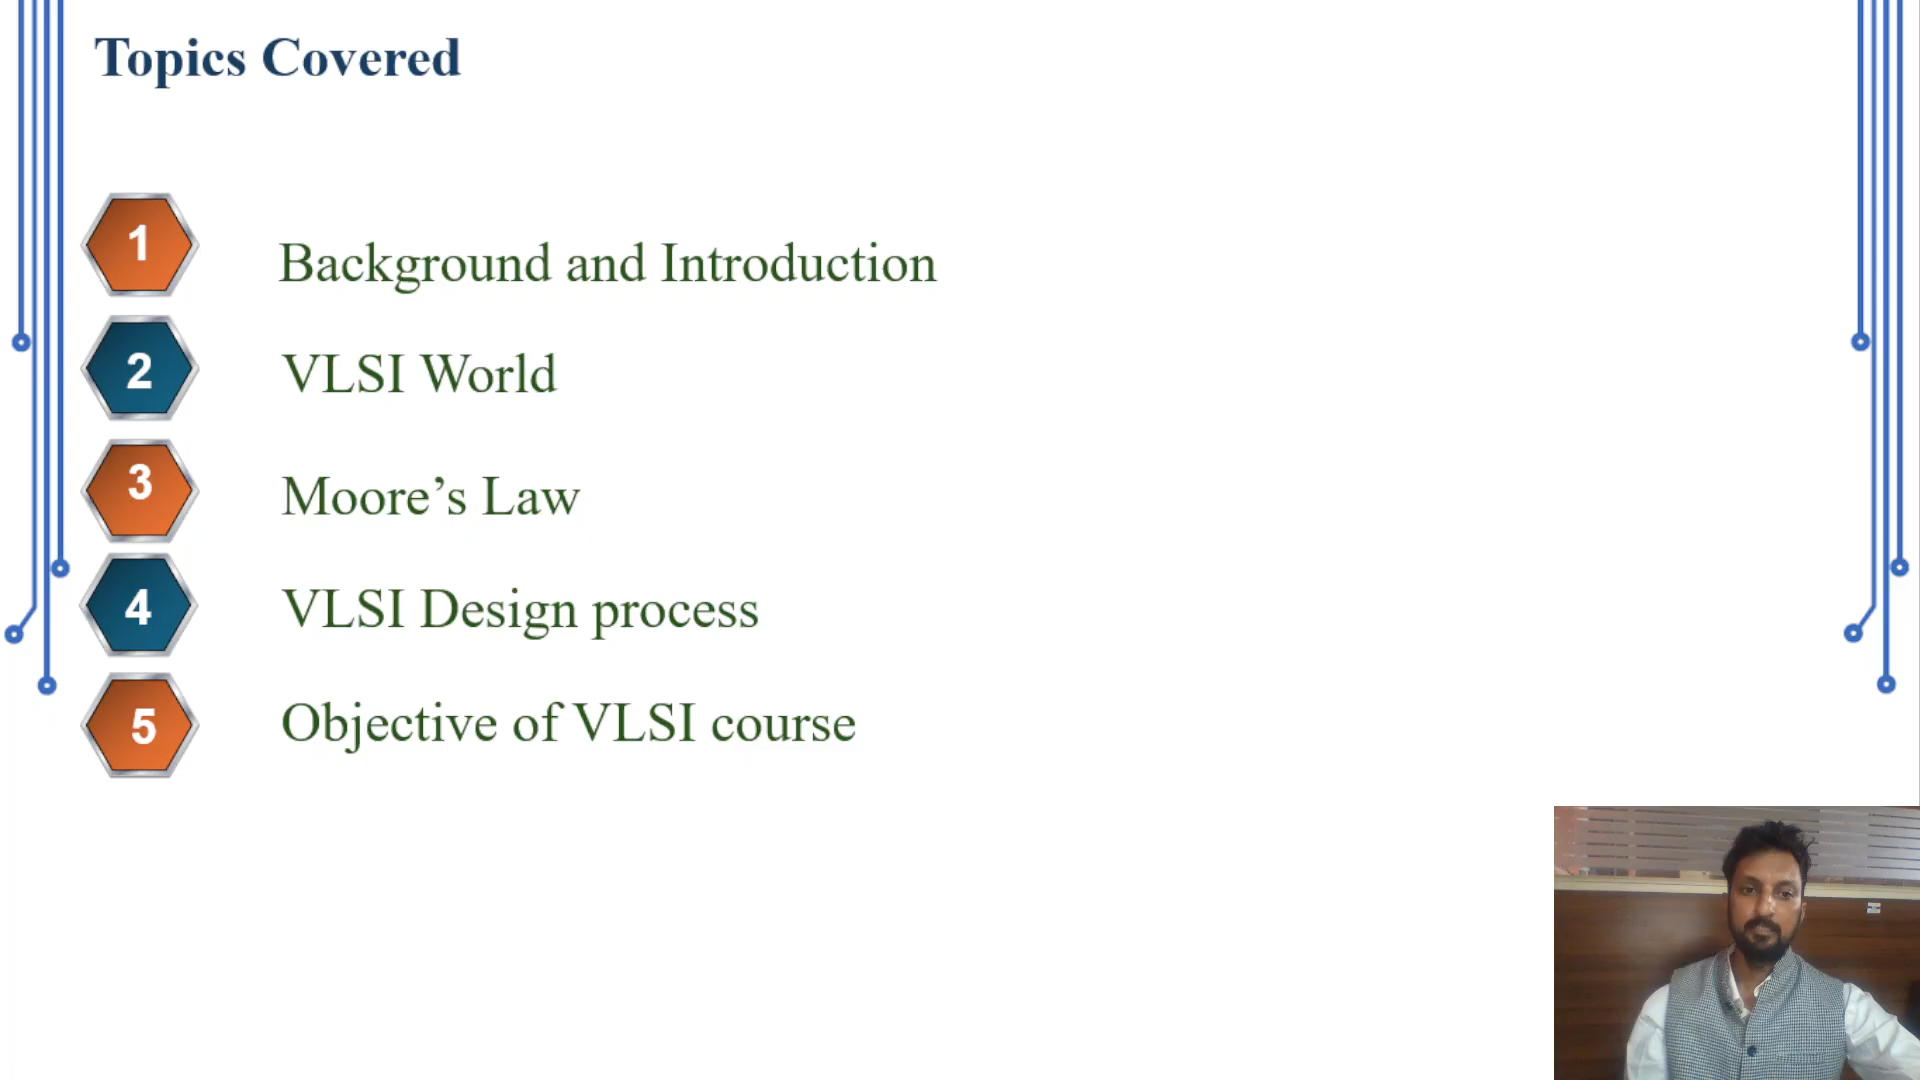 Topics Covered
1
Background and Introduction
2
VLSI World
3
Moore’s Law
4
VLSI Design process
5
Objective of VLSI course